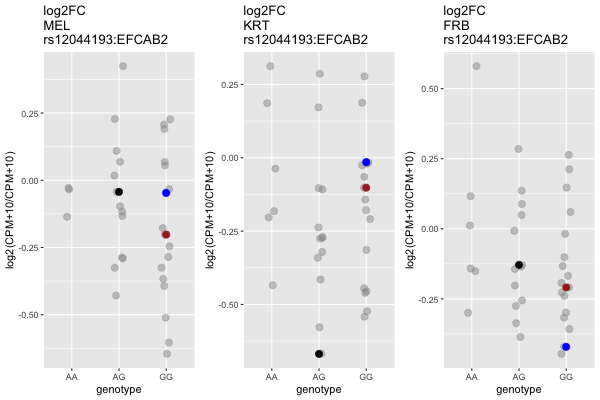 log2FC
MEL
rs12044193:EFCAB2
log2(CPM+10/CPM+10 )
0.25
0.00
-0.25
-0.50
AA AG GG
genotype
log2FC
KRT
rs12044193:EFCAB2
log2(CPM+10/CPM+10 )
0.25
0.00
-0.25
-0.50
AA AG GG
genotype
log2FC
FRB
rs12044193:EFCAB2
log2(CPM+10/CPM+10 )
0.50
0.25
0.00
-0.25
AA AG GG
genotype